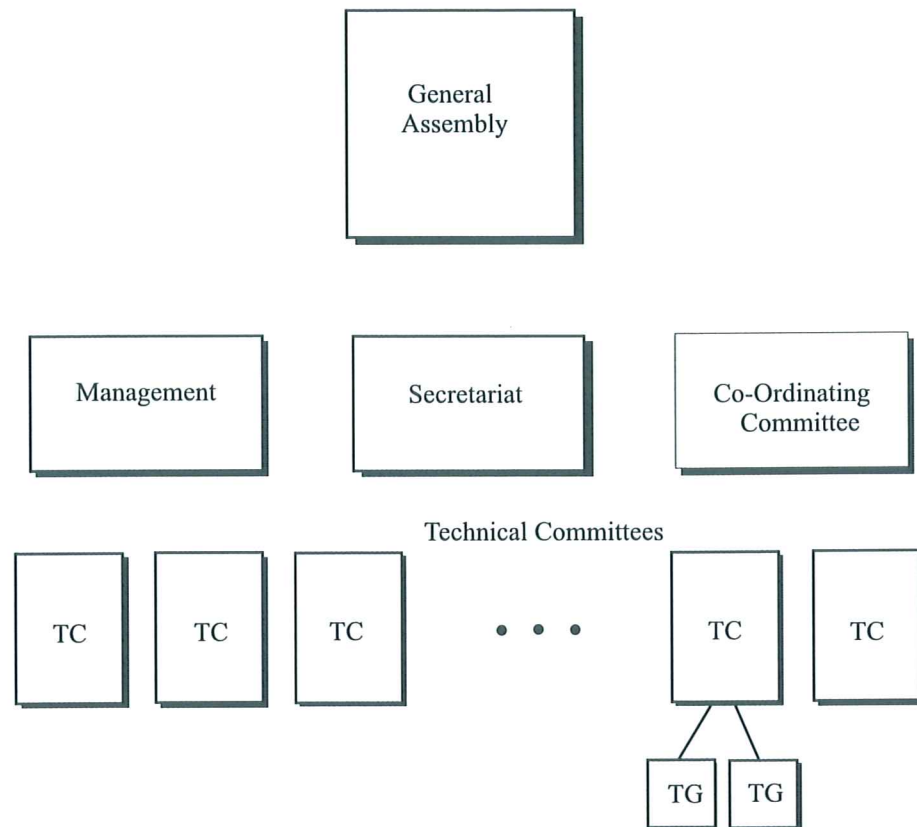 General
Assembly
Management
Secretariat
Co-Ordinating
Committee
Technical Committees
TC
TC
TC
TC
TC
TG
TG